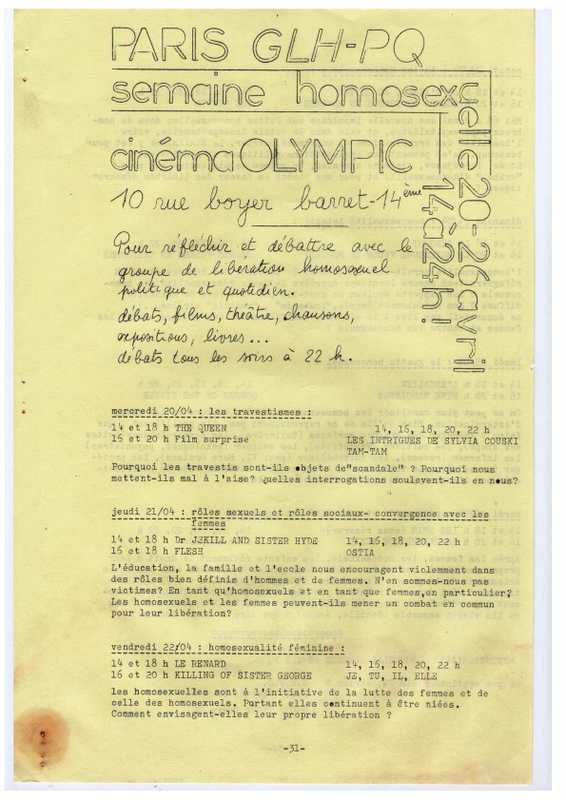 PARIS GLH-PQ
semaine homosexuelle 20-26 avril
14 à 24h!
cinéma OLYMPIC
10 rue boyer barret-14ème
Pour réfléchir et débattre avec le
groupe de libération homosexuel
politique et quotidien.
débats, films, théâtre, chansons,
expositions, livres...
débats tous les soirs à 22 h.
mercredi 20/04 : les travestismes :
14 et 18 h THE QUEEN 14, 16, 18, 20, 22 h
16 et 20 h Film surprise LES INTRIGUES DE SYLVIA COUSKI
TAM-TAM
Pourquoi les travestis sont-ils objets de"scandale" ? Pourquoi nous
mettent-ils mal à l'aise? quelles interrogations soulevent-ils en nous?
jeudi 21/04 : rôles sexuels et rôles sociaux- convergence avec les
femmes
14 et 18 h Dr JEKILL AND SISTER HYDE 14, 16, 18, 20, 22 h
16 et 18 h FLESH OSTIA
L'éducation, la famille et l'ecole nous encouragent violemment dans
des rôles bien définis d'hommes et de femmes. N'en sommes-nous pas
victimes? En tant qu'homosexuels et en tant que femmes,en particulier?
Les homosexuels et les femmes peuvent-ils mener un combat en commun
pour leur libération?
vendredi 22/04 : homosexualité féminine :
14 et 18 h LE RENARD 14, 16, 18, 20, 22 h
16 et 20 h KILLING OF SISTER GEORGE JE, TU, IL, ELLE
les homosexuelles sont à l'initiative de la lutte des femmes et de
celle des homosexuels. Purtant elles continuent à être niées.
Comment envisagent-elles leur propre libération ?
-31-